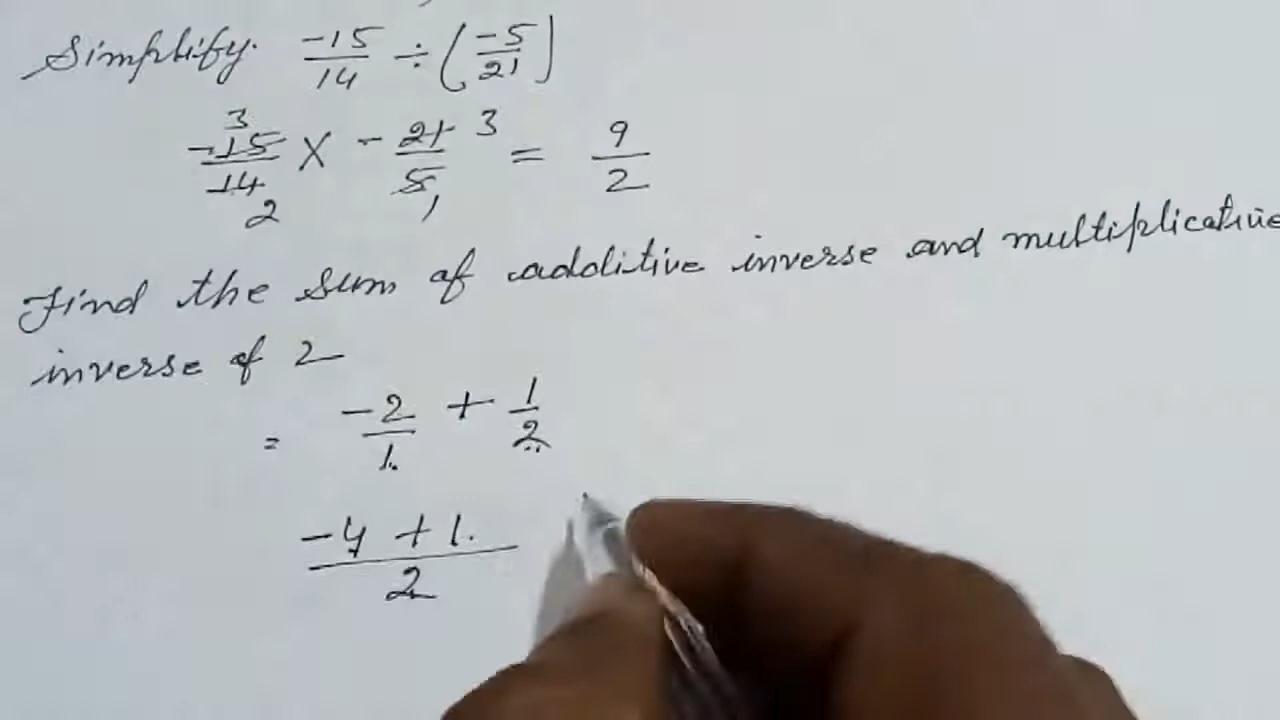 Simplify. -15/14 ÷ (-5/21)
3 3
-15/14 × -21/5 = 9/2
2 1
Find the sum of additive inverse and multiplicative
inverse of 2
= -2/1 + 1/2
-4 + 1 / 2